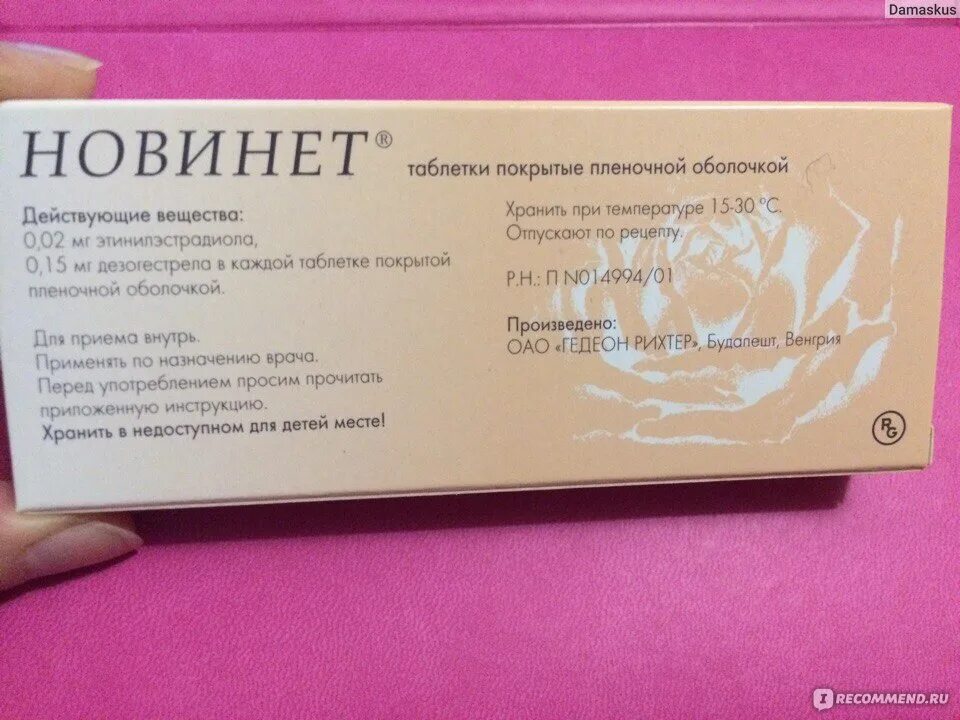 Damaskus
НОВИНЕТ®
таблетки покрытые пленочной оболочкой
Действующие вещества:
0,02 мг этинилэстрадиола,
0,15 мг дезогестрела в каждой таблетке покрытой
пленочной оболочкой.
Для приема внутрь.
Применять по назначению врача.
Перед употреблением просим прочитать
приложенную инструкцию.
Хранить в недоступном для детей месте!
Хранить при температуре 15-30 °С.
Отпускают по рецепту.
Р.Н.: П N014994/01
Произведено:
ОАО «ГЕДЕОН РИХТЕР», Будапешт, Венгрия
RG
IRECOMMEND.RU